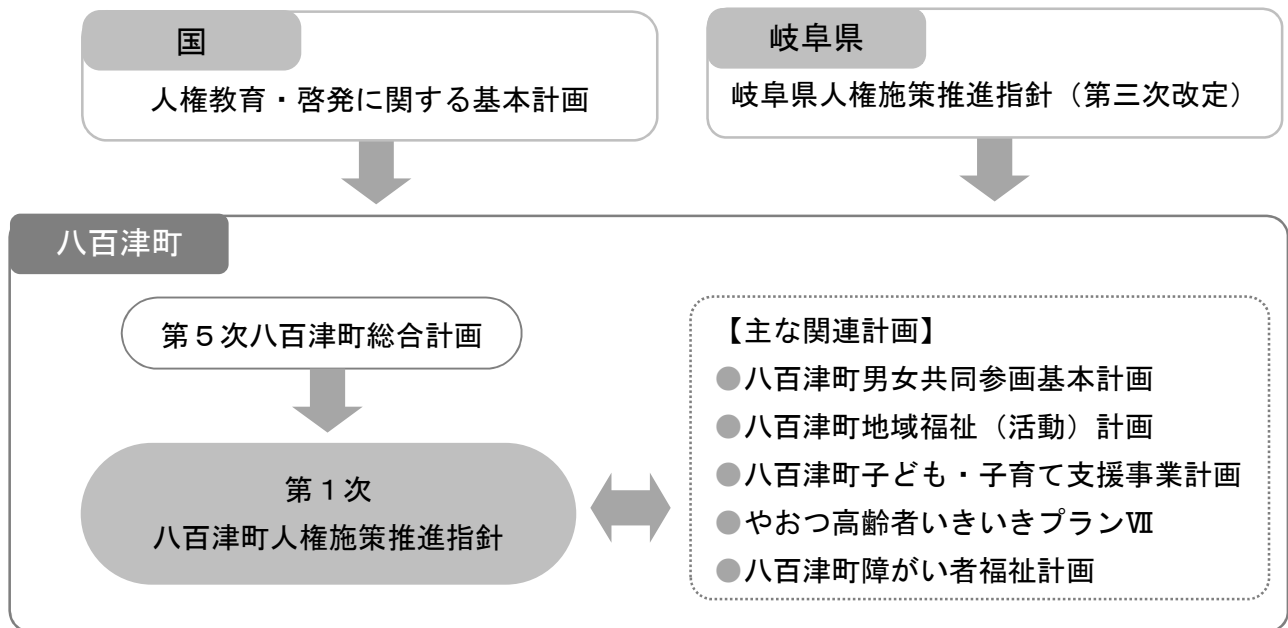 国
人権教育・啓発に関する基本計画
岐阜県
岐阜県人権施策推進指針（第三次改定）
八百津町
第５次八百津町総合計画
第１次
八百津町人権施策推進指針
【主な関連計画】
●八百津町男女共同参画基本計画
●八百津町地域福祉（活動）計画
●八百津町子ども・子育て支援事業計画
●やおつ高齢者いきいきプランⅦ
●八百津町障がい者福祉計画